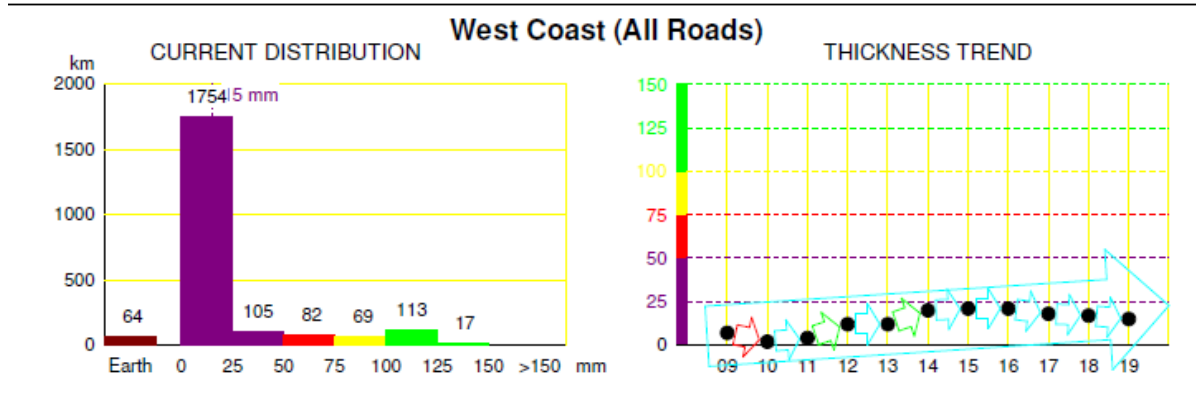 West Coast (All Roads)
CURRENT DISTRIBUTION
km
2000
1500
1000
500
0
1754
5 mm
64
105
82
69
113
17
Earth 0 25 50 75 100 125 150 >150 mm
THICKNESS TREND
150
125
100
75
50
25
0
09 10 11 12 13 14 15 16 17 18 19